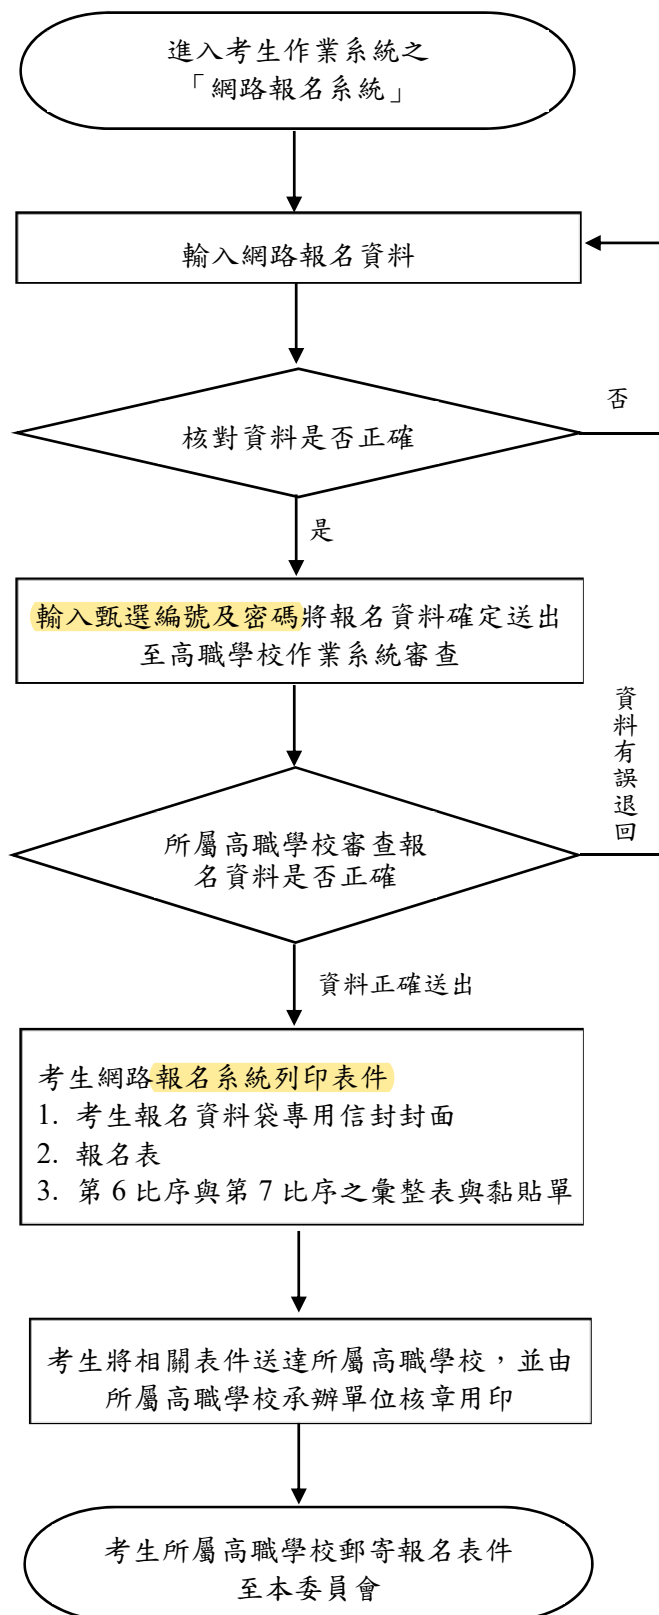 進入考生作業系統之
「網路報名系統」
輸入網路報名資料
核對資料是否正確
否
是
輸入甄選編號及密碼將報名資料確定送出
至高職學校作業系統審查
資料有誤退回
所屬高職學校審查報
名資料是否正確
資料正確送出
考生網路報名系統列印表件
1. 考生報名資料袋專用信封封面
2. 報名表
3. 第 6 比序與第 7 比序之彙整表與黏貼單
考生將相關表件送達所屬高職學校，並由
所屬高職學校承辦單位核章用印
考生所屬高職學校郵寄報名表件
至本委員會